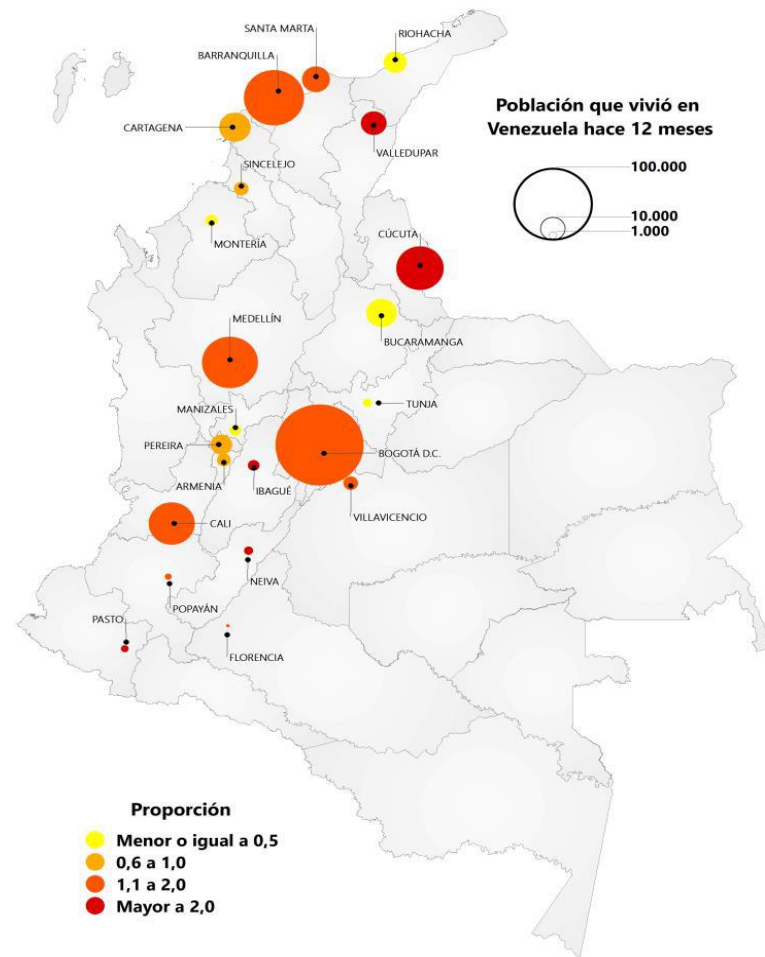 SANTA MARTA
RIOHACHA
BARRANQUILLA
Población que vivió en
Venezuela hace 12 meses
CARTAGENA
VALLEDUPAR
SINCELEJO
100.000
10.000
1.000
CÚCUTA
MONTERÍA
MEDELLÍN
BUCARAMANGA
MANIZALES
TUNJA
PEREIRA
BOGOTÁ D.C.
ARMENIA
IBAGUÉ
VILLAVICENCIO
CALI
NEIVA
POPAYÁN
PASTO
FLORENCIA
Proporción
Menor o igual a 0,5
0,6 a 1,0
1,1 a 2,0
Mayor a 2,0